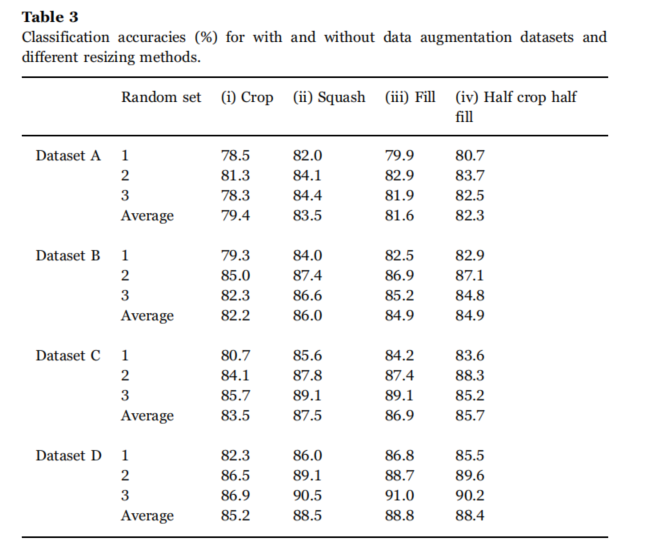 Table 3
Classification accuracies (%) for with and without data augmentation datasets and
different resizing methods.
Random set (i) Crop (ii) Squash (iii) Fill (iv) Half crop half
fill
Dataset A 1 78.5 82.0 79.9 80.7
2 81.3 84.1 82.9 83.7
3 78.3 84.4 81.9 82.5
Average 79.4 83.5 81.6 82.3
Dataset B 1 79.3 84.0 82.5 82.9
2 85.0 87.4 86.9 87.1
3 82.3 86.6 85.2 84.8
Average 82.2 86.0 84.9 84.9
Dataset C 1 80.7 85.6 84.2 83.6
2 84.1 87.8 87.4 88.3
3 85.7 89.1 89.1 85.2
Average 83.5 87.5 86.9 85.7
Dataset D 1 82.3 86.0 86.8 85.5
2 86.5 89.1 88.7 89.6
3 86.9 90.5 91.0 90.2
Average 85.2 88.5 88.8 88.4